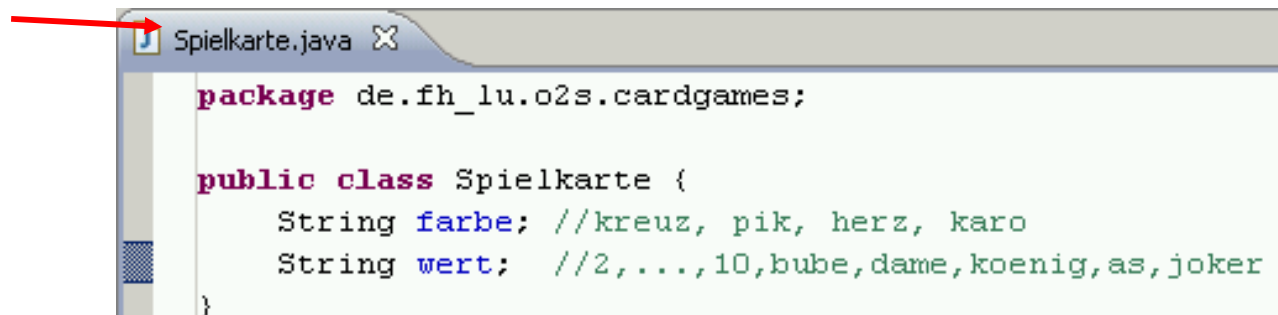 Spielkarte.java
package de.fh_lu.o2s.cardgames;
public class Spielkarte {
String farbe; //kreuz, pik, herz, karo
String wert; //2,...,10,bube,dame,koenig,as,joker
}